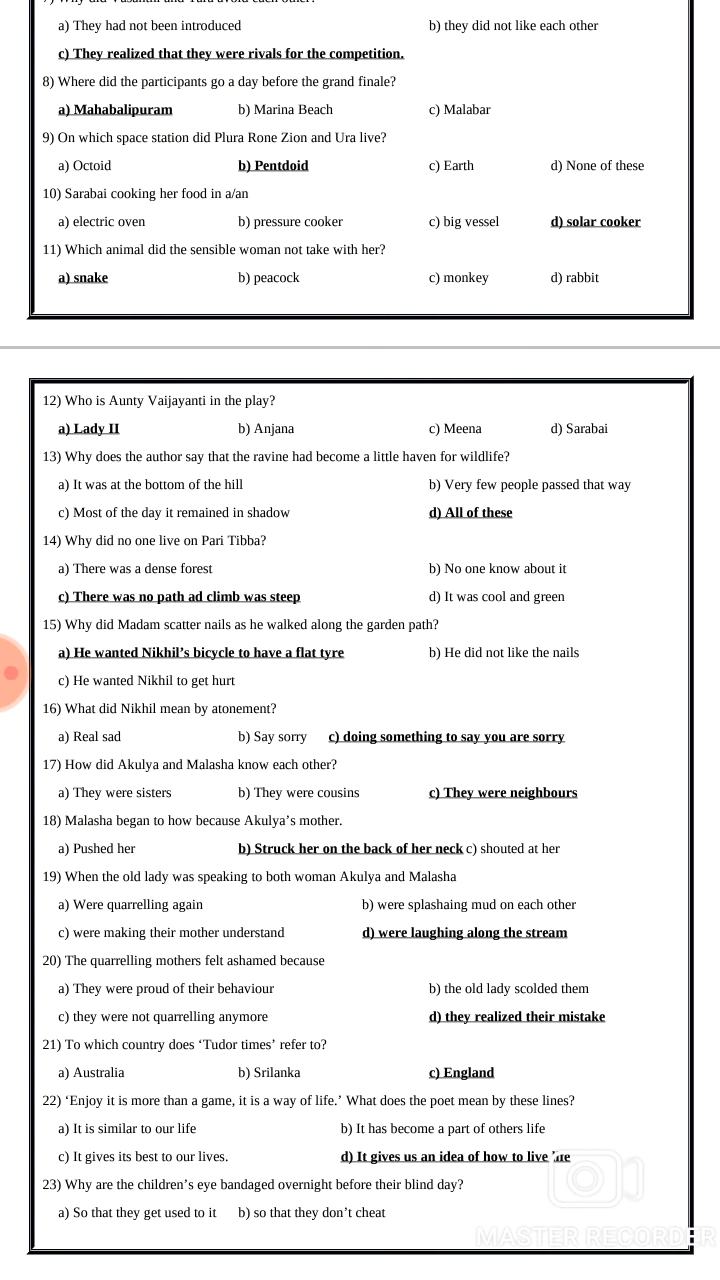 7) Why did Vasanthi and Tara avoid each other?
a) They had not been introduced b) they did not like each other
c) They realized that they were rivals for the competition.
8) Where did the participants go a day before the grand finale?
a) Mahabalipuram b) Marina Beach c) Malabar
9) On which space station did Plura Rone Zion and Ura live?
a) Octoid b) Pentdoid c) Earth d) None of these
10) Sarabai cooking her food in a/an
a) electric oven b) pressure cooker c) big vessel d) solar cooker
11) Which animal did the sensible woman not take with her?
a) snake b) peacock c) monkey d) rabbit
12) Who is Aunty Vaijayanti in the play?
a) Lady II b) Anjana c) Meena d) Sarabai
13) Why does the author say that the ravine had become a little haven for wildlife?
a) It was at the bottom of the hill b) Very few people passed that way
c) Most of the day it remained in shadow d) All of these
14) Why did no one live on Pari Tibba?
a) There was a dense forest b) No one know about it
c) There was no path ad climb was steep d) It was cool and green
15) Why did Madam scatter nails as he walked along the garden path?
a) He wanted Nikhil’s bicycle to have a flat tyre b) He did not like the nails
c) He wanted Nikhil to get hurt
16) What did Nikhil mean by atonement?
a) Real sad b) Say sorry c) doing something to say you are sorry
17) How did Akulya and Malasha know each other?
a) They were sisters b) They were cousins c) They were neighbours
18) Malasha began to how because Akulya’s mother.
a) Pushed her b) Struck her on the back of her neck c) shouted at her
19) When the old lady was speaking to both woman Akulya and Malasha
a) Were quarrelling again b) were splashaing mud on each other
c) were making their mother understand d) were laughing along the stream
20) The quarrelling mothers felt ashamed because
a) They were proud of their behaviour b) the old lady scolded them
c) they were not quarrelling anymore d) they realized their mistake
21) To which country does ‘Tudor times’ refer to?
a) Australia b) Srilanka c) England
22) ‘Enjoy it is more than a game, it is a way of life.’ What does the poet mean by these lines?
a) It is similar to our life b) It has become a part of others life
c) It gives its best to our lives. d) It gives us an idea of how to live life
23) Why are the children’s eye bandaged overnight before their blind day?
a) So that they get used to it b) so that they don’t cheat
MASTER RECORDER